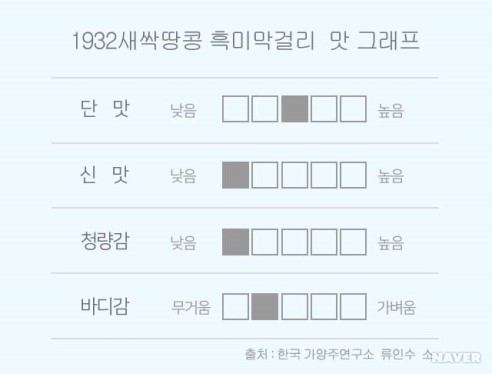 1932새싹땅콩 흑미막걸리 맛 그래프
단 맛 낮음 높음
신 맛 낮음 높음
청량감 낮음 높음
바디감 무거움 가벼움
출처 : 한국 가양주연구소 류인수 소
NAVER